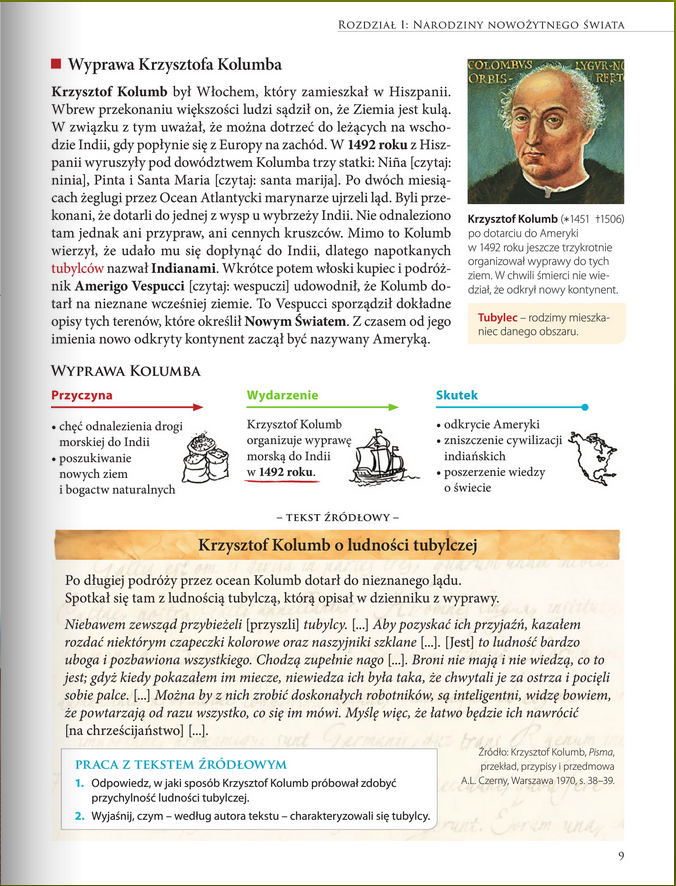 Rozdział I: Narodziny nowożytnego świata
Wyprawa Krzysztofa Kolumba
Krzysztof Kolumb był Włochem, który zamieszkał w Hiszpanii.
Wbrew przekonaniu większości ludzi sądził on, że Ziemia jest kulą.
W związku z tym uważał, że można dotrzeć do leżących na wscho-
dzie Indii, gdy popłynie się z Europy na zachód. W 1492 roku z Hisz-
panii wyruszyły pod dowództwem Kolumba trzy statki: Niña [czytaj:
ninia], Pinta i Santa Maria [czytaj: santa marija]. Po dwóch miesią-
cach żeglugi przez Ocean Atlantycki marynarze ujrzeli ląd. Byli prze-
konani, że dotarli do jednej z wysp u wybrzeży Indii. Nie odnaleziono
tam jednak ani przypraw, ani cennych kruszców. Mimo to Kolumb
wierzył, że udało mu się dopłynąć do Indii, dlatego napotkanych
tubylców nazwał Indianami. Wkrótce potem włoski kupiec i podróż-
nik Amerigo Vespucci [czytaj: wespuczi] udowodnił, że Kolumb do-
tarł na nieznane wcześniej ziemie. To Vespucci sporządził dokładne
opisy tych terenów, które określił Nowym Światem. Z czasem od jego
imienia nowo odkryty kontynent zaczął być nazywany Ameryką.
COLOMBVS LYGVR·NO
ORBIS· REPT
Krzysztof Kolumb (*1451 †1506)
po dotarciu do Ameryki
w 1492 roku jeszcze trzykrotnie
organizował wyprawy do tych
ziem. W chwili śmierci nie wie-
dział, że odkrył nowy kontynent.
Tubylec – rodzimy mieszka-
niec danego obszaru.
Wyprawa Kolumba
Przyczyna
• chęć odnalezienia drogi
morskiej do Indii
• poszukiwanie
nowych ziem
i bogactw naturalnych
Wydarzenie
Krzysztof Kolumb
organizuje wyprawę
morską do Indii
w 1492 roku.
Skutek
• odkrycie Ameryki
• zniszczenie cywilizacji
indiańskich
• poszerzenie wiedzy
o świecie
– TEKST ŹRÓDŁOWY –
Krzysztof Kolumb o ludności tubylczej
Po długiej podróży przez ocean Kolumb dotarł do nieznanego lądu.
Spotkał się tam z ludnością tubylczą, którą opisał w dzienniku z wyprawy.
Niebawem zewsząd przybieżeli [przyszli] tubylcy. [...] Aby pozyskać ich przyjaźń, kazałem
rozdać niektórym czapeczki kolorowe oraz naszyjniki szklane [...]. [Jest] to ludność bardzo
uboga i pozbawiona wszystkiego. Chodzą zupełnie nago [...]. Broni nie mają i nie wiedzą, co to
jest; gdyż kiedy pokazałem im miecze, niewiedza ich była taka, że chwytali je za ostrza i pocięli
sobie palce. [...] Można by z nich zrobić doskonałych robotników, są inteligentni, widzę bowiem,
że powtarzają od razu wszystko, co się im mówi. Myślę więc, że łatwo będzie ich nawrócić
[na chrześcijaństwo] [...].
PRACA Z TEKSTEM ŹRÓDŁOWYM
1. Odpowiedz, w jaki sposób Krzysztof Kolumb próbował zdobyć
przychylność ludności tubylczej.
2. Wyjaśnij, czym – według autora tekstu – charakteryzowali się tubylcy.
Źródło: Krzysztof Kolumb, Pisma,
przekład, przypisy i przedmowa
A.L. Czerny, Warszawa 1970, s. 38–39.
9